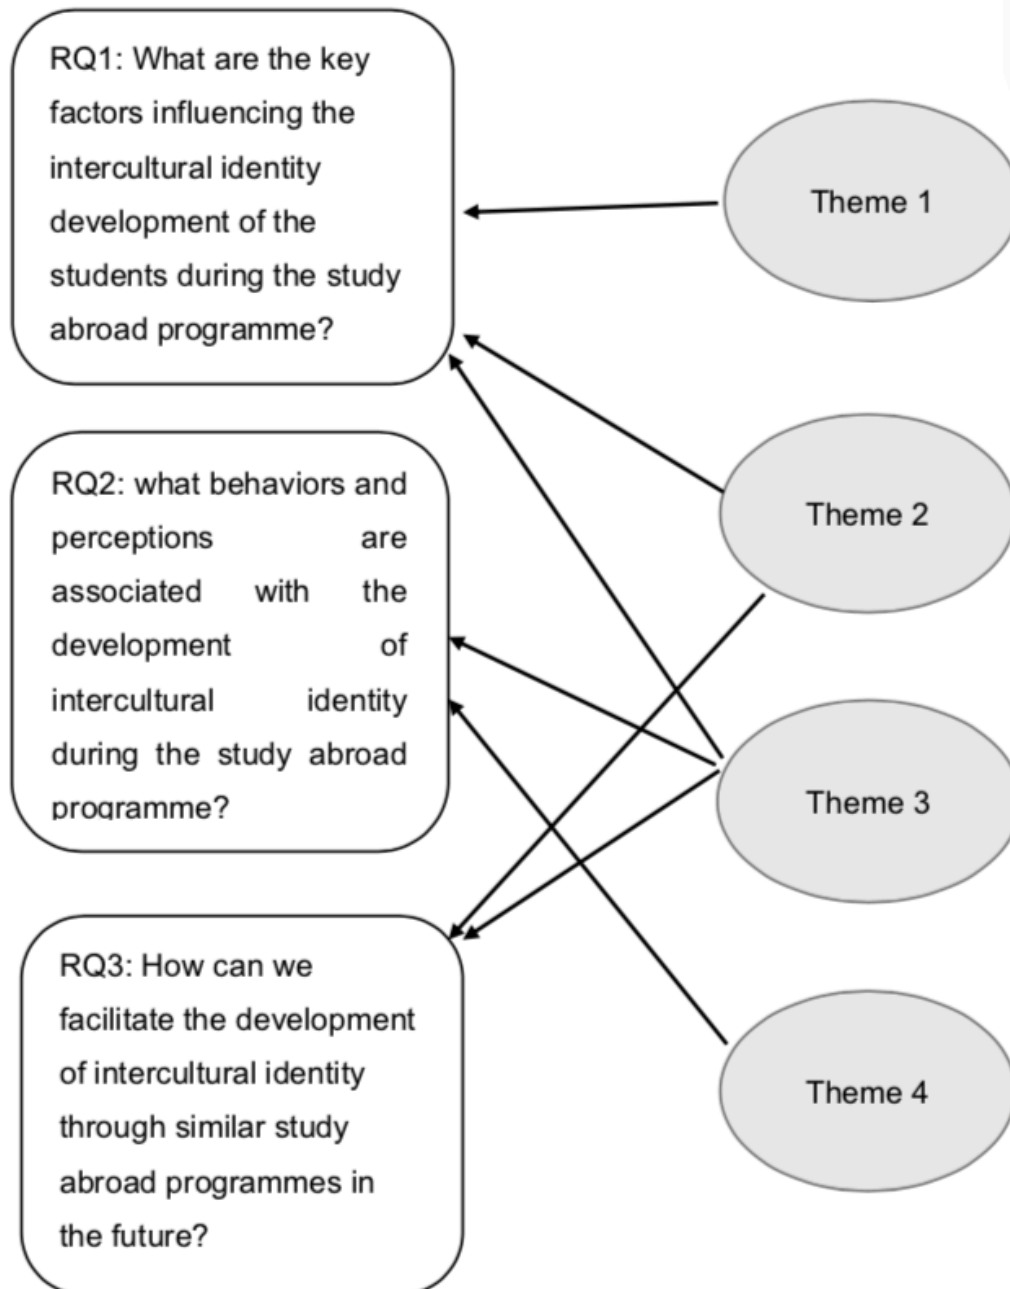 RQ1: What are the key
factors influencing the
intercultural identity
development of the
students during the study
abroad programme?
Theme 1
RQ2: what behaviors and
perceptions are
associated with the
development of
intercultural identity
during the study abroad
programme?
Theme 2
Theme 3
RQ3: How can we
facilitate the development
of intercultural identity
through similar study
abroad programmes in
the future?
Theme 4